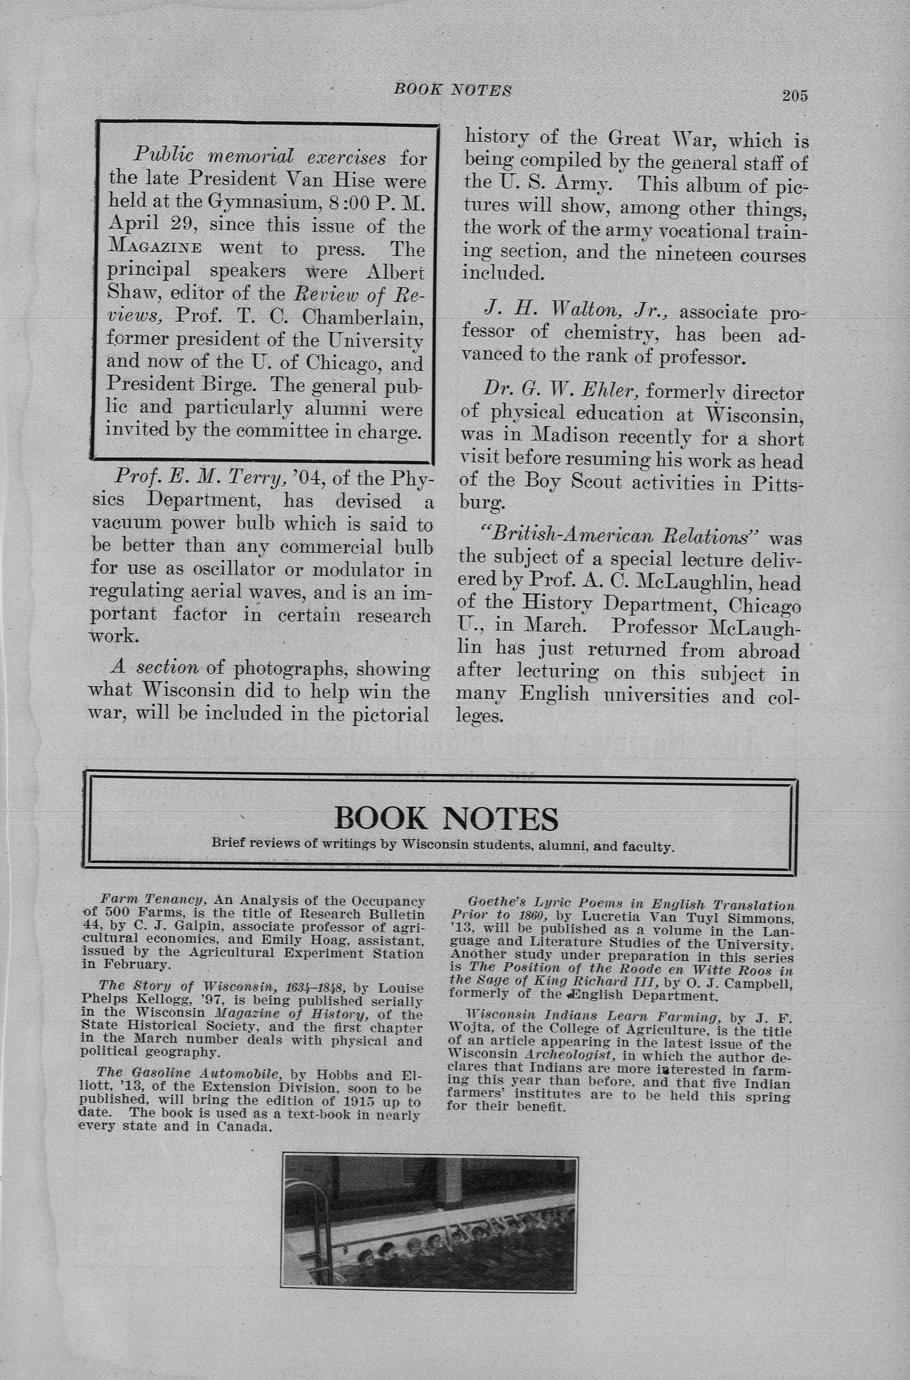 BOOK NOTES
205
Public memorial exercises for
the late President Van Hise were
held at the Gymnasium, 8:00 P. M.
April 29, since this issue of the
MAGAZINE went to press. The
principal speakers were Albert
Shaw, editor of the Review of Re-
views, Prof. T. C. Chamberlain,
former president of the University
and now of the U. of Chicago, and
President Birge. The general pub-
lic and particularly alumni were
invited by the committee in charge.
Prof. E. M. Terry, '04, of the Phy-
sics Department, has devised a
vacuum power bulb which is said to
be better than any commercial bulb
for use as oscillator or modulator in
regulating aerial waves, and is an im-
portant factor in certain research
work.
A section of photographs, showing
what Wisconsin did to help win the
war, will be included in the pictorial
history of the Great War, which is
being compiled by the general staff of
the U. S. Army. This album of pic-
tures will show, among other things,
the work of the army vocational train-
ing section, and the nineteen courses
included.
J. H. Walton, Jr., associate pro-
fessor of chemistry, has been ad-
vanced to the rank of professor.
Dr. G. W. Ehler, formerly director
of physical education at Wisconsin,
was in Madison recently for a short
visit before resuming his work as head
of the Boy Scout activities in Pitts-
burg.
"British-American Relations" was
the subject of a special lecture deliv-
ered by Prof. A. C. McLaughlin, head
of the History Department, Chicago
U., in March. Professor McLaugh-
lin has just returned from abroad
after lecturing on this subject in
many English universities and col-
leges.
BOOK NOTES
Brief reviews of writings by Wisconsin students, alumni, and faculty.
Farm Tenancy, An Analysis of the Occupancy
of 500 Farms, is the title of Research Bulletin
44, by C. J. Galpin, associate professor of agri-
cultural economics, and Emily Hoag, assistant,
issued by the Agricultural Experiment Station
in February.
The Story of Wisconsin, 1634-1848, by Louise
Phelps Kellogg, '97, is being published serially
in the Wisconsin Magazine of History, of the
State Historical Society, and the first chapter
in the March number deals with physical and
political geography.
The Gasoline Automobile, by Hobbs and El-
liott, '13, of the Extension Division, soon to be
published, will bring the edition of 1915 up to
date. The book is used as a text-book in nearly
every state and in Canada.
Goethe's Lyric Poems in English Translation
Prior to 1860, by Lucretia Van Tuyl Simmons,
'13, will be published as a volume in the Lan-
guage and Literature Studies of the University.
Another study under preparation in this series
is The Position of the Roode en Witte Roos in
the Sage of King Richard III, by O. J. Campbell,
formerly of the English Department.
Wisconsin Indians Learn Farming, by J. F.
Wojta, of the College of Agriculture, is the title
of an article appearing in the latest issue of the
Wisconsin Archeologist, in which the author de-
clares that Indians are more interested in farm-
ing this year than before, and that five Indian
farmers' institutes are to be held this spring
for their benefit.